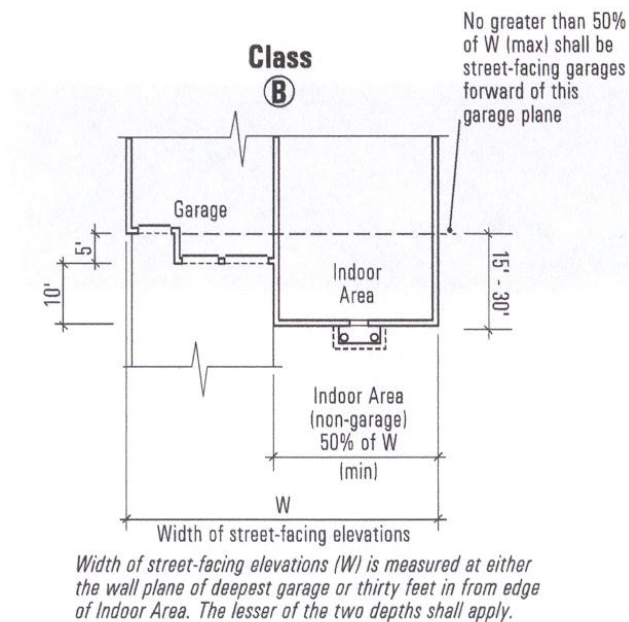 No greater than 50%
of W (max) shall be
street-facing garages
forward of this
garage plane
Class
B
Garage
5'
10'
Indoor
Area
15' - 30'
Indoor Area
(non-garage)
50% of W
(min)
W
Width of street-facing elevations
Width of street-facing elevations (W) is measured at either
the wall plane of deepest garage or thirty feet in from edge
of Indoor Area. The lesser of the two depths shall apply.